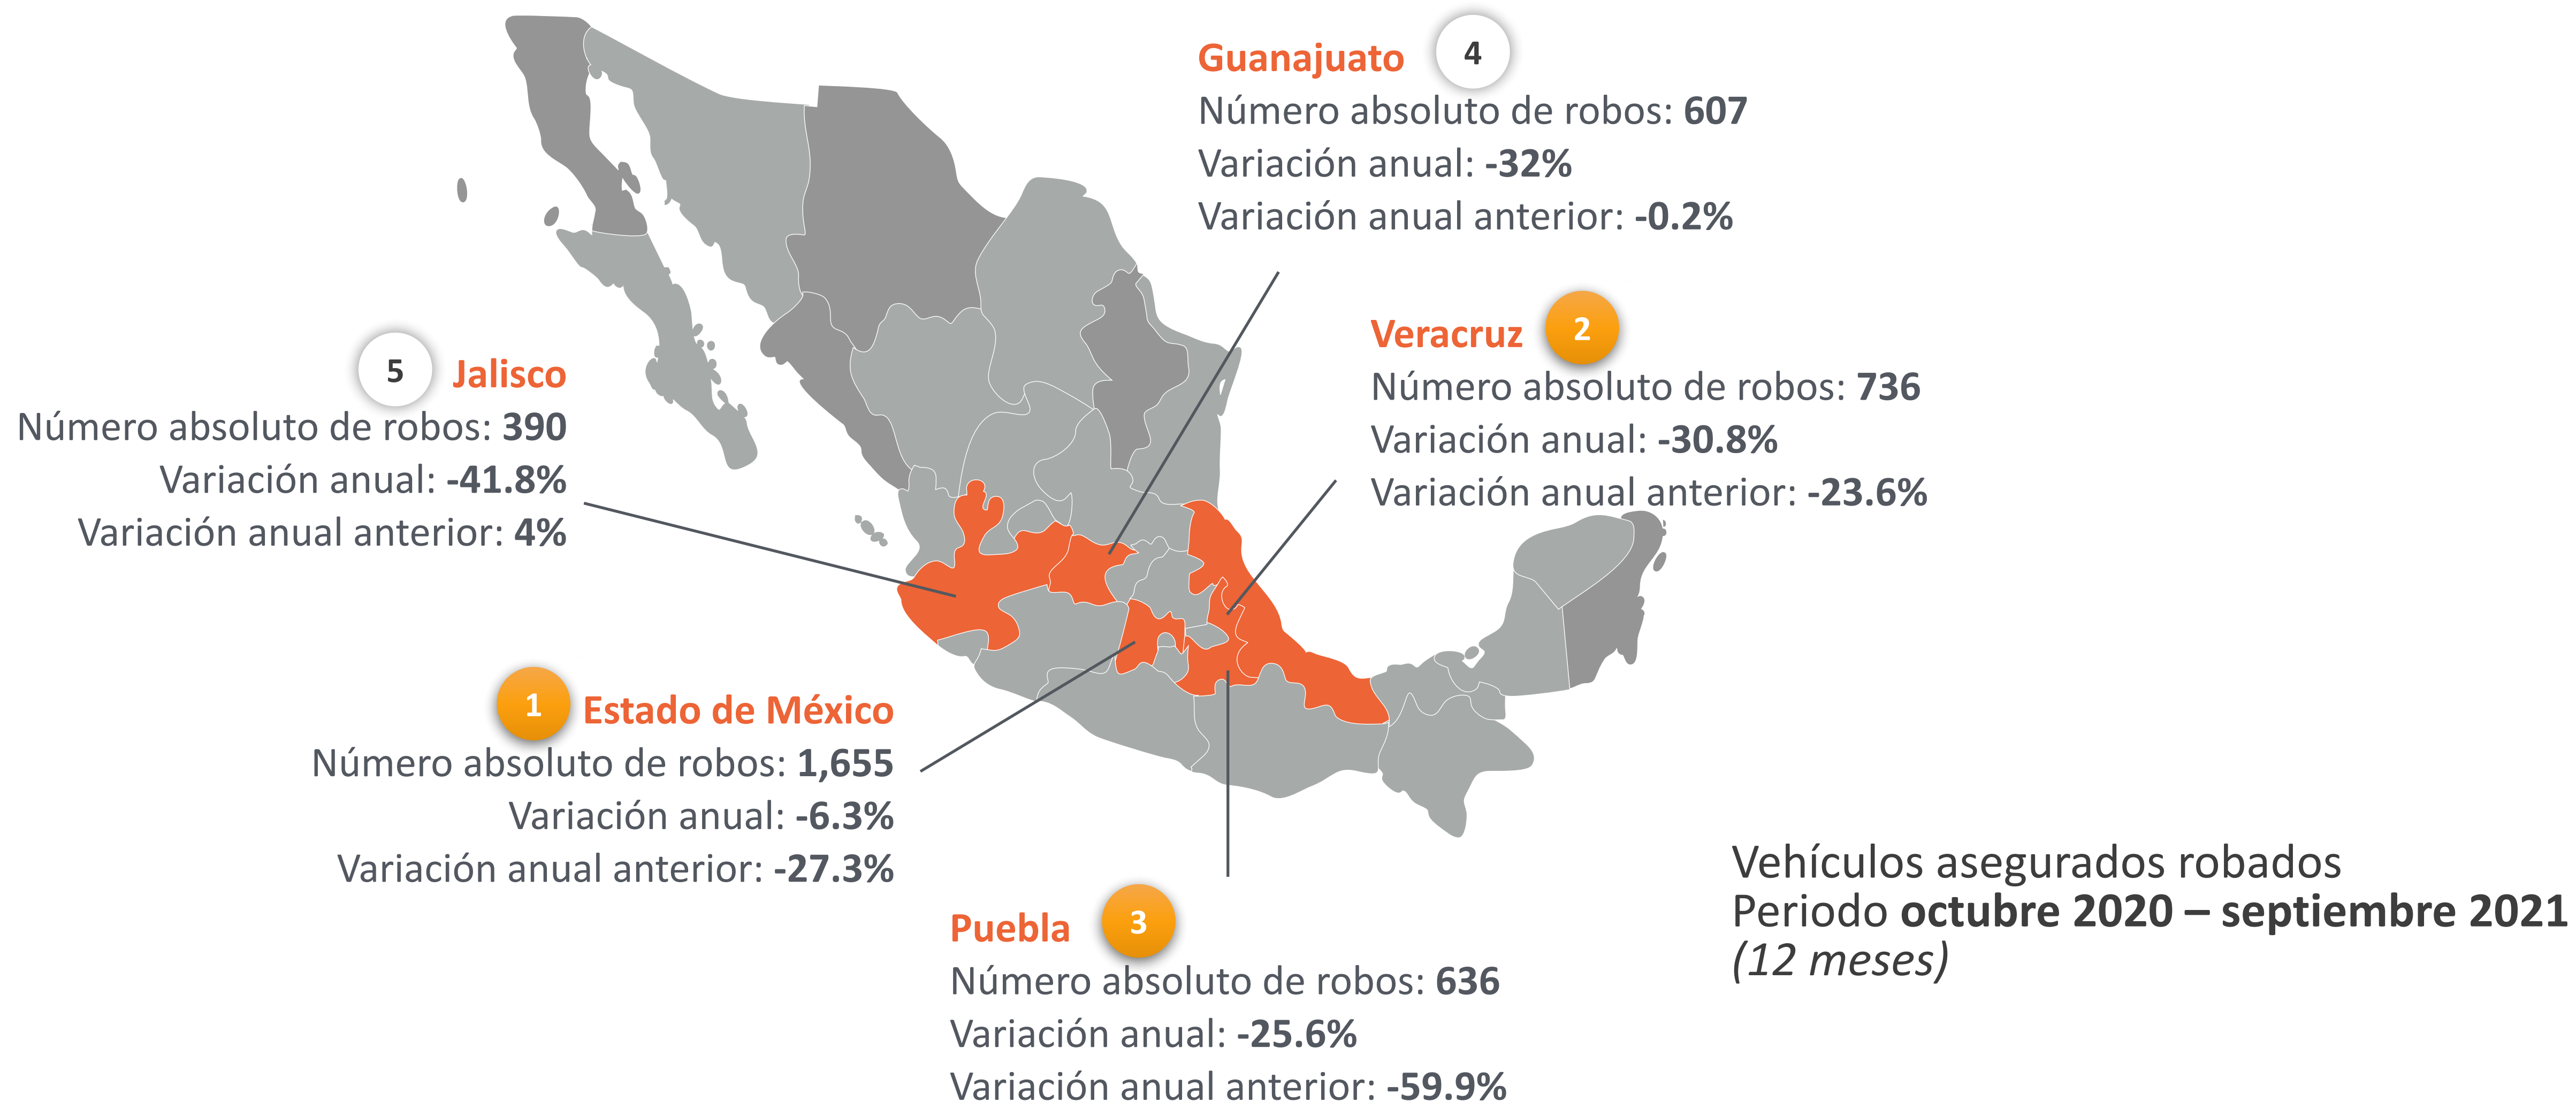 Guanajuato 4
Número absoluto de robos: 607
Variación anual: -32%
Variación anual anterior: -0.2%
Veracruz 2
Número absoluto de robos: 736
Variación anual: -30.8%
Variación anual anterior: -23.6%
5 Jalisco
Número absoluto de robos: 390
Variación anual: -41.8%
Variación anual anterior: 4%
1 Estado de México
Número absoluto de robos: 1,655
Variación anual: -6.3%
Variación anual anterior: -27.3%
Puebla 3
Número absoluto de robos: 636
Variación anual: -25.6%
Variación anual anterior: -59.9%
Vehículos asegurados robados
Periodo octubre 2020 – septiembre 2021
(12 meses)